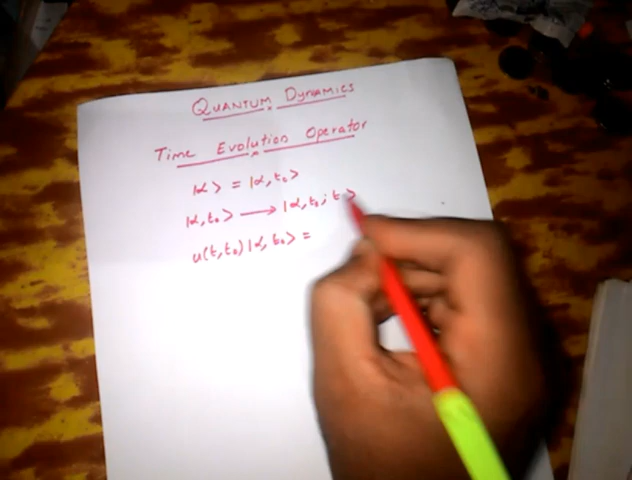 QUANTUM DYNAMICS
Time Evolution Operator
|α> = |α, t₀>
|α, t₀> ⟶ |α, t₀; t>
u(t, t₀) |α, t₀> =